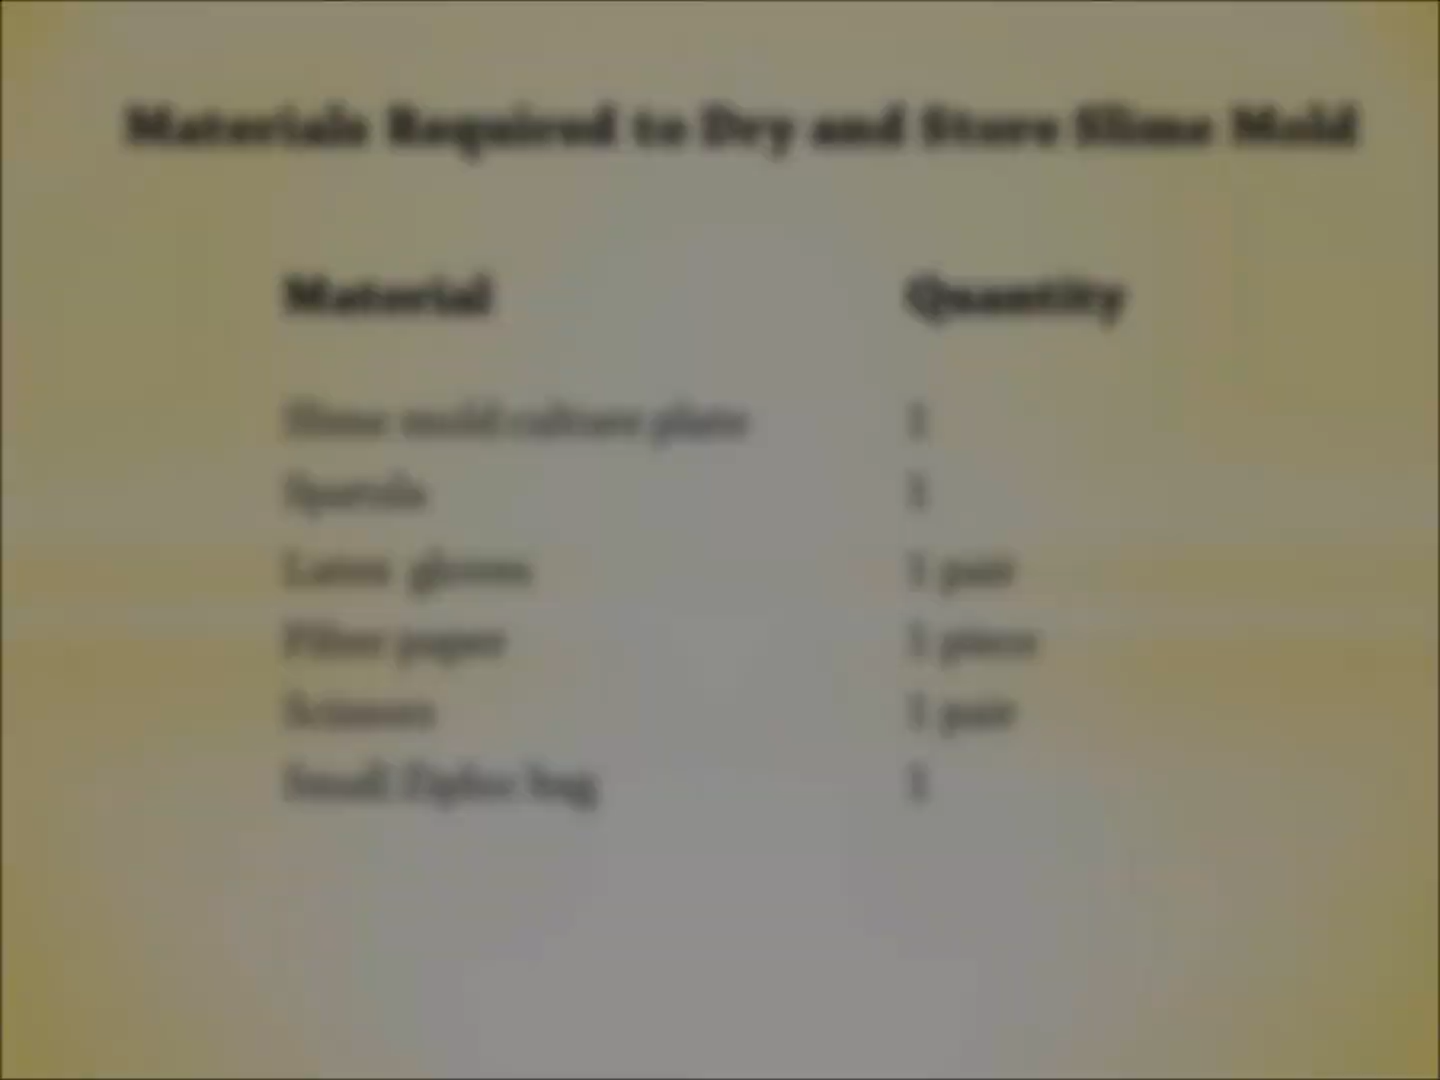 Materials Required to Dry and Store Slime Mold
Material Quantity
Slime mold culture plate 1
Spatula 1
Latex gloves 1 pair
Filter paper 1 piece
Scissors 1 pair
Small Ziploc bag 1